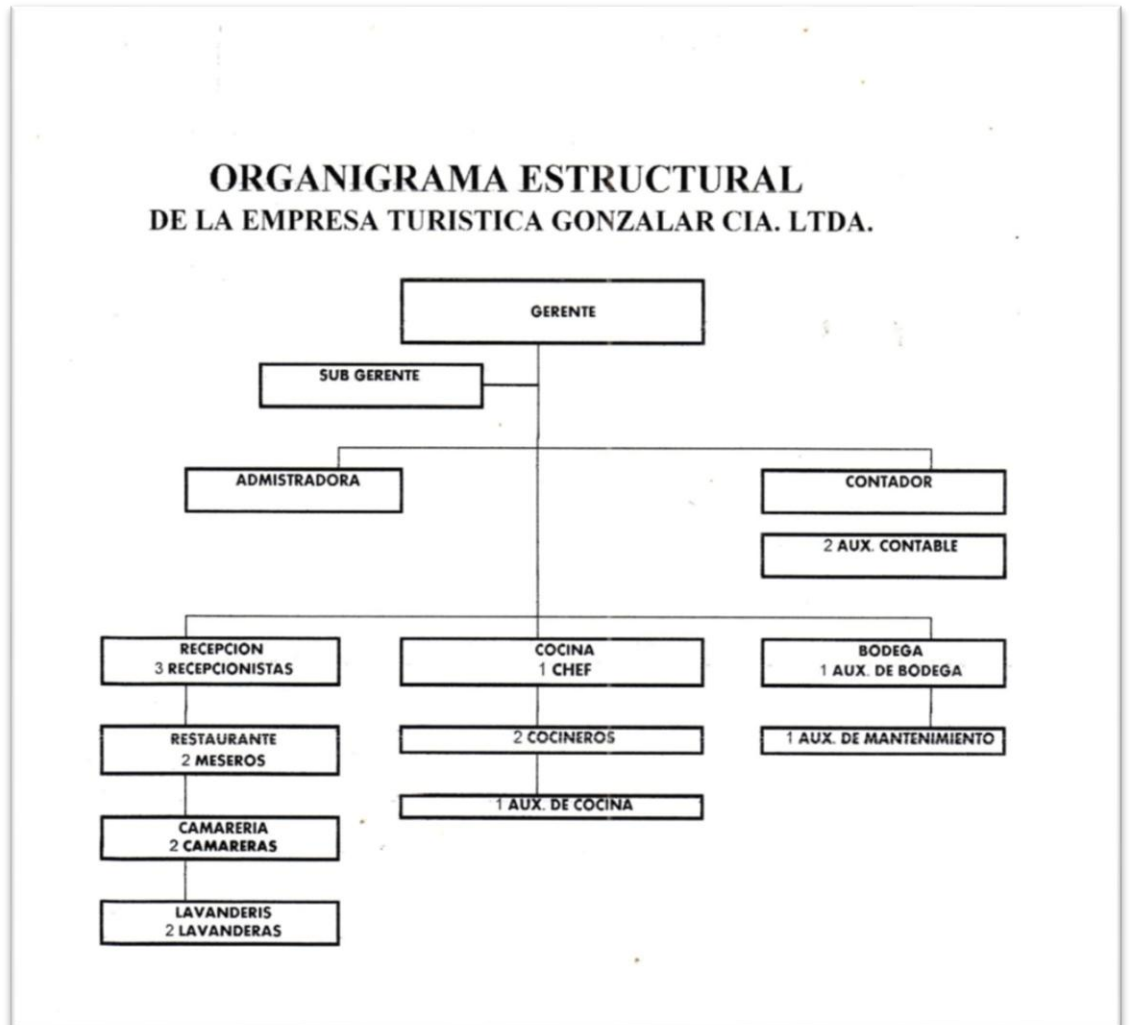 ORGANIGRAMA ESTRUCTURAL
DE LA EMPRESA TURISTICA GONZALAR CIA. LTDA.
GERENTE
SUB GERENTE
ADMISTRADORA
CONTADOR
2 AUX. CONTABLE
RECEPCION
3 RECEPCIONISTAS
COCINA
1 CHEF
BODEGA
1 AUX. DE BODEGA
RESTAURANTE
2 MESEROS
2 COCINEROS
1 AUX. DE MANTENIMIENTO
1 AUX. DE COCINA
CAMARERIA
2 CAMARERAS
LAVANDERIS
2 LAVANDERAS